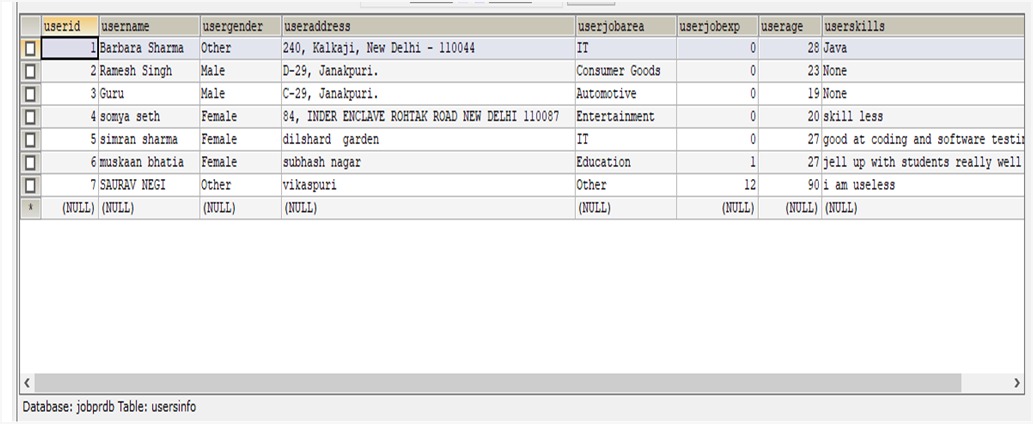 userid username usergender useraddress userjobarea userjobexp userage userskills
1 Barbara Sharma Other 240, Kalkaji, New Delhi - 110044 IT 0 28 Java
2 Ramesh Singh Male D-29, Janakpuri. Consumer Goods 0 23 None
3 Guru Male C-29, Janakpuri. Automotive 0 19 None
4 somya seth Female 84, INDER ENCLAVE ROHTAK ROAD NEW DELHI 110087 Entertainment 0 20 skill less
5 simran sharma Female dilshard garden IT 0 27 good at coding and software testin
6 muskaan bhatia Female subhash nagar Education 1 27 jell up with students really well
7 SAURAV NEGI Other vikaspuri Other 12 90 i am useless
* (NULL) (NULL) (NULL) (NULL) (NULL) (NULL) (NULL) (NULL)
Database: jobprdb Table: usersinfo